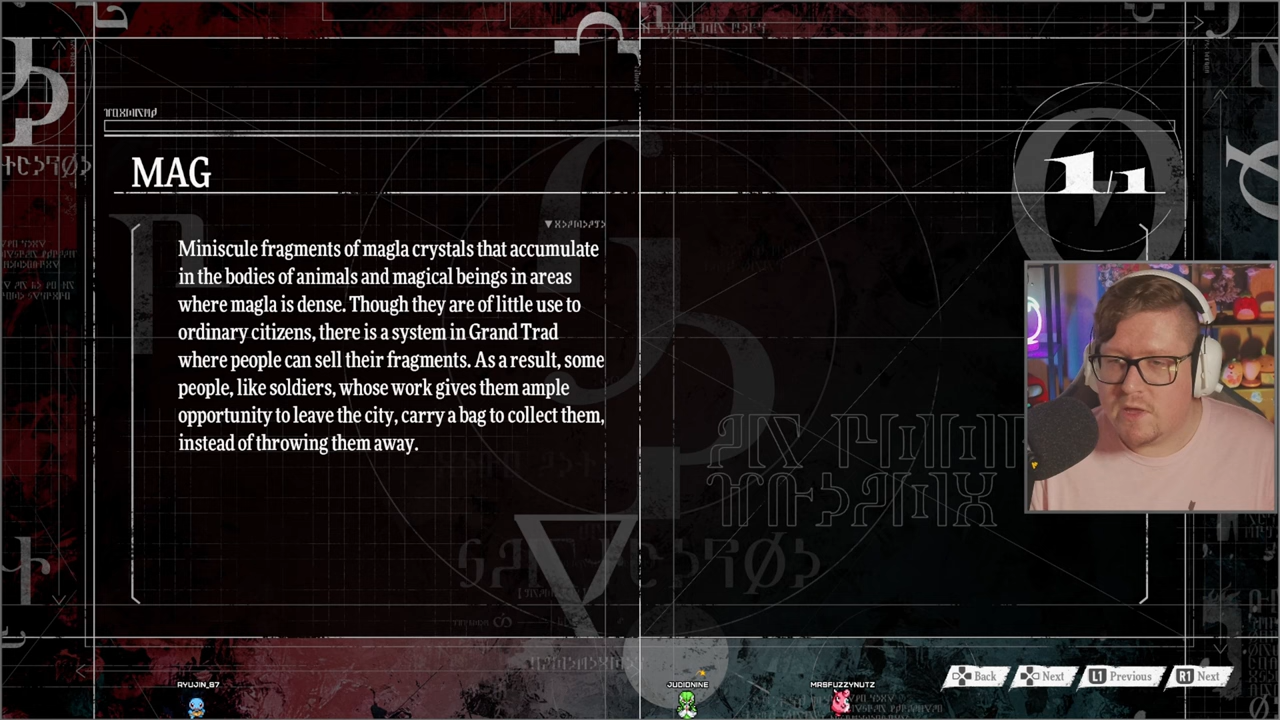 MAG
1/1
Miniscule fragments of magla crystals that accumulate
in the bodies of animals and magical beings in areas
where magla is dense. Though they are of little use to
ordinary citizens, there is a system in Grand Trad
where people can sell their fragments. As a result, some
people, like soldiers, whose work gives them ample
opportunity to leave the city, carry a bag to collect them,
instead of throwing them away.
Back Next L1 Previous R1 Next
RYUJIN_67 JUDIONINE MRSFUZZYNUTZ